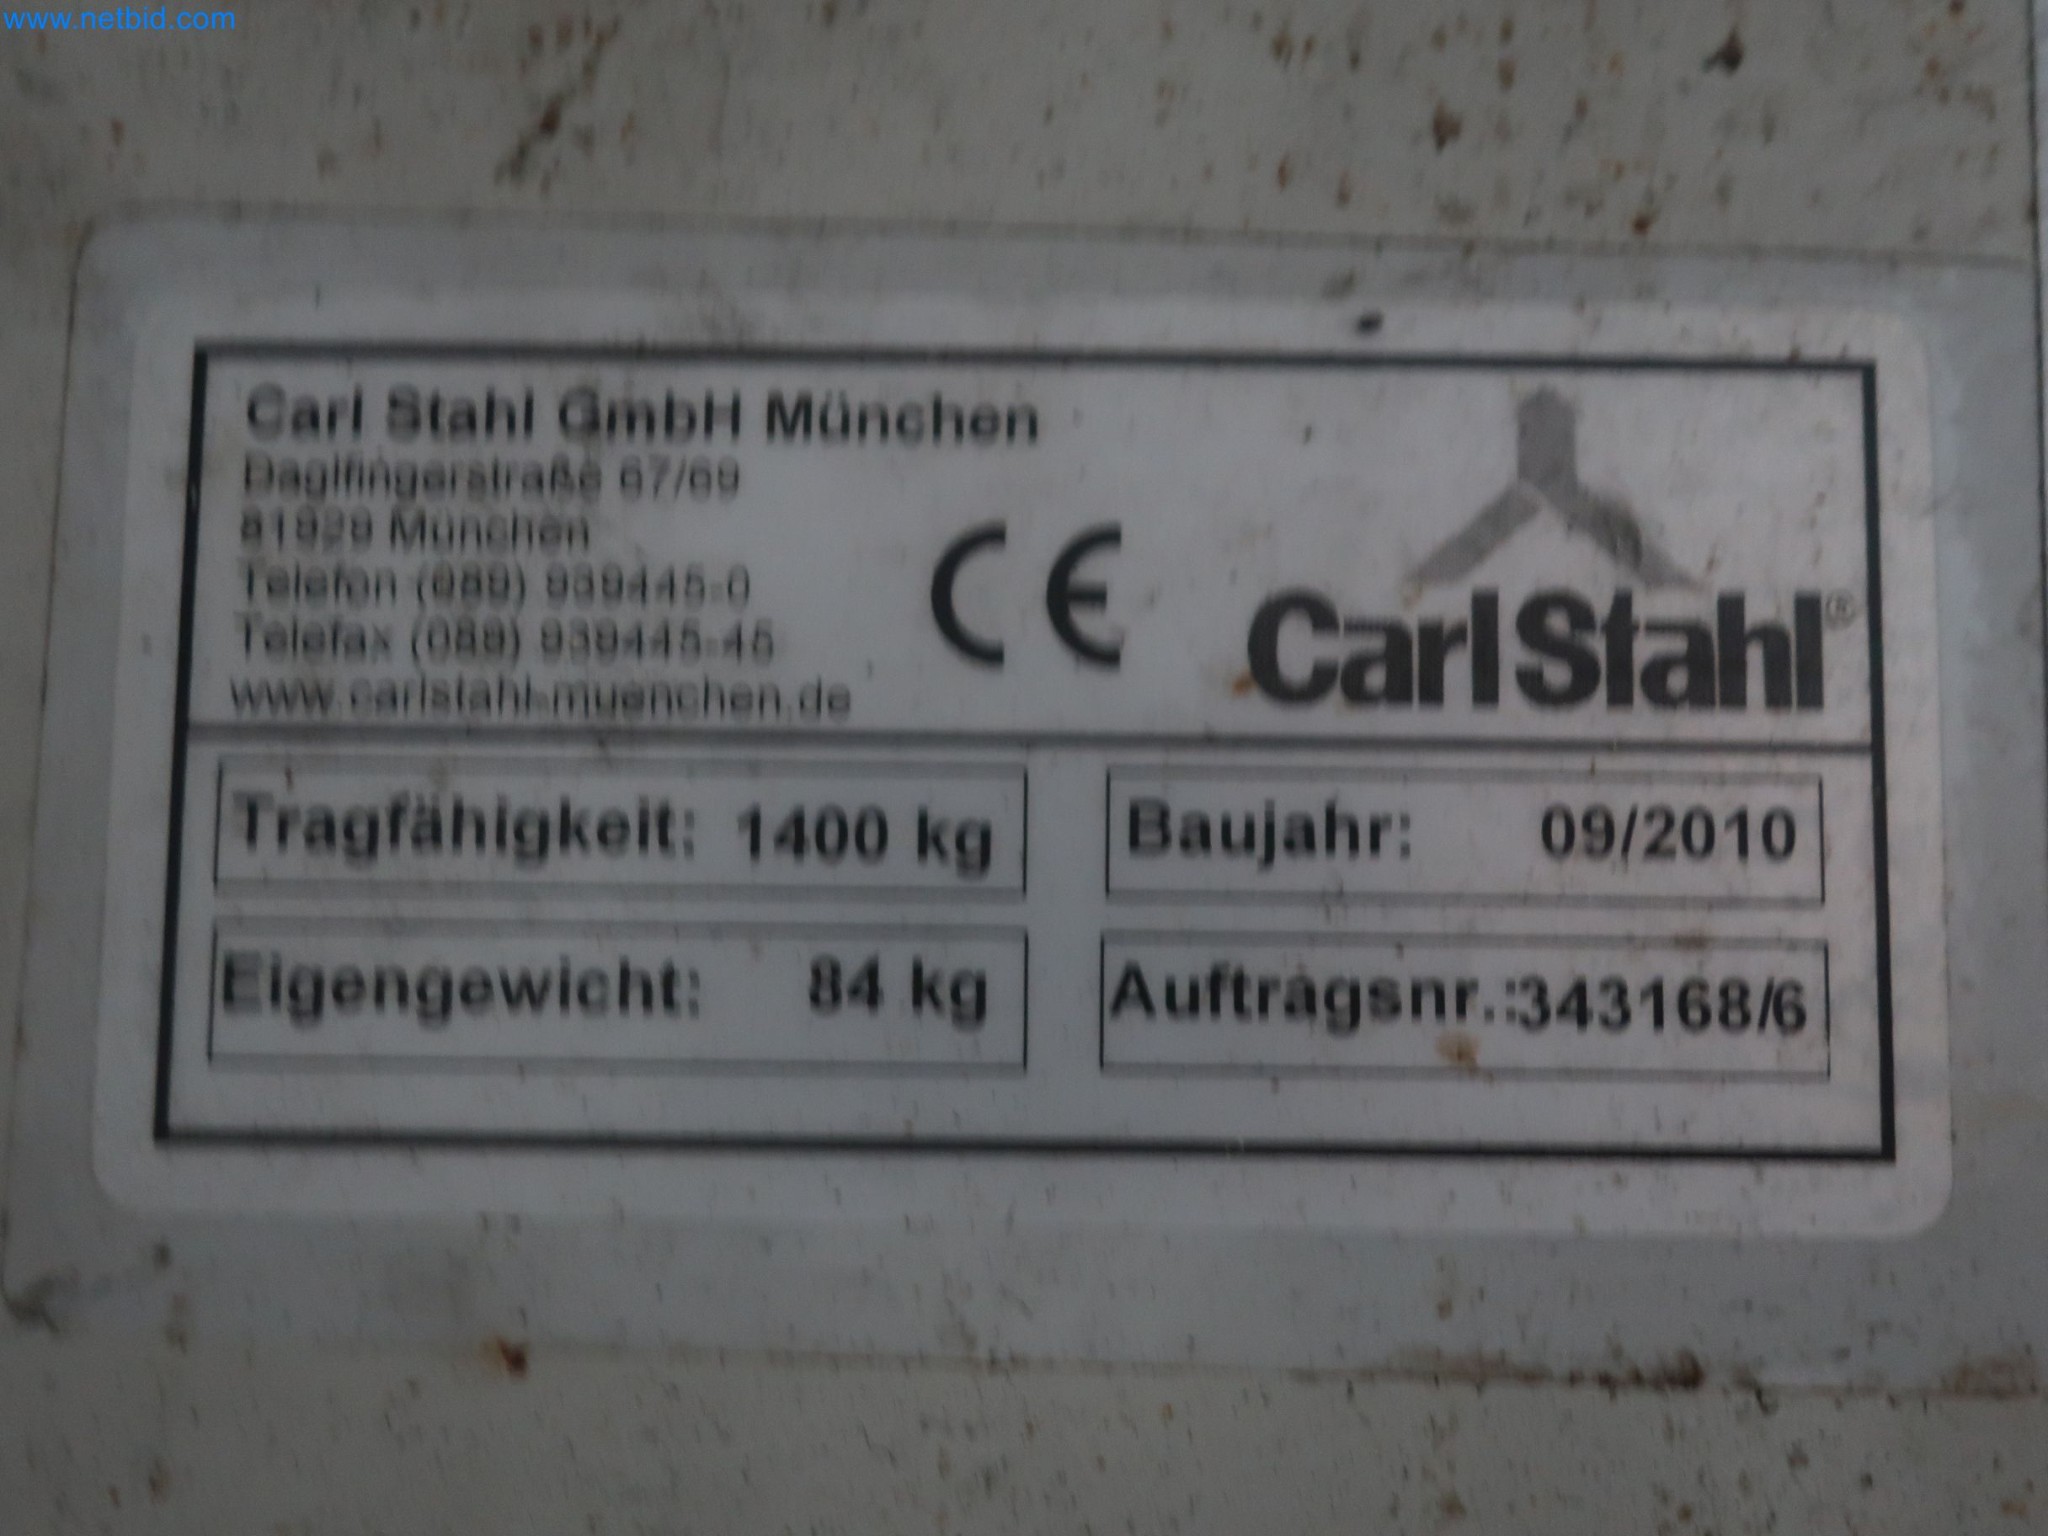 www.netbid.com
Carl Stahl GmbH München
Daglfingerstraße 67/69
81929 München
Telefon (089) 939445-0
Telefax (089) 939445-45
www.carlstahl-muenchen.de
CE
Carl Stahl®
Tragfähigkeit: 1400 kg
Baujahr: 09/2010
Eigengewicht: 84 kg
Auftragsnr.:343168/6